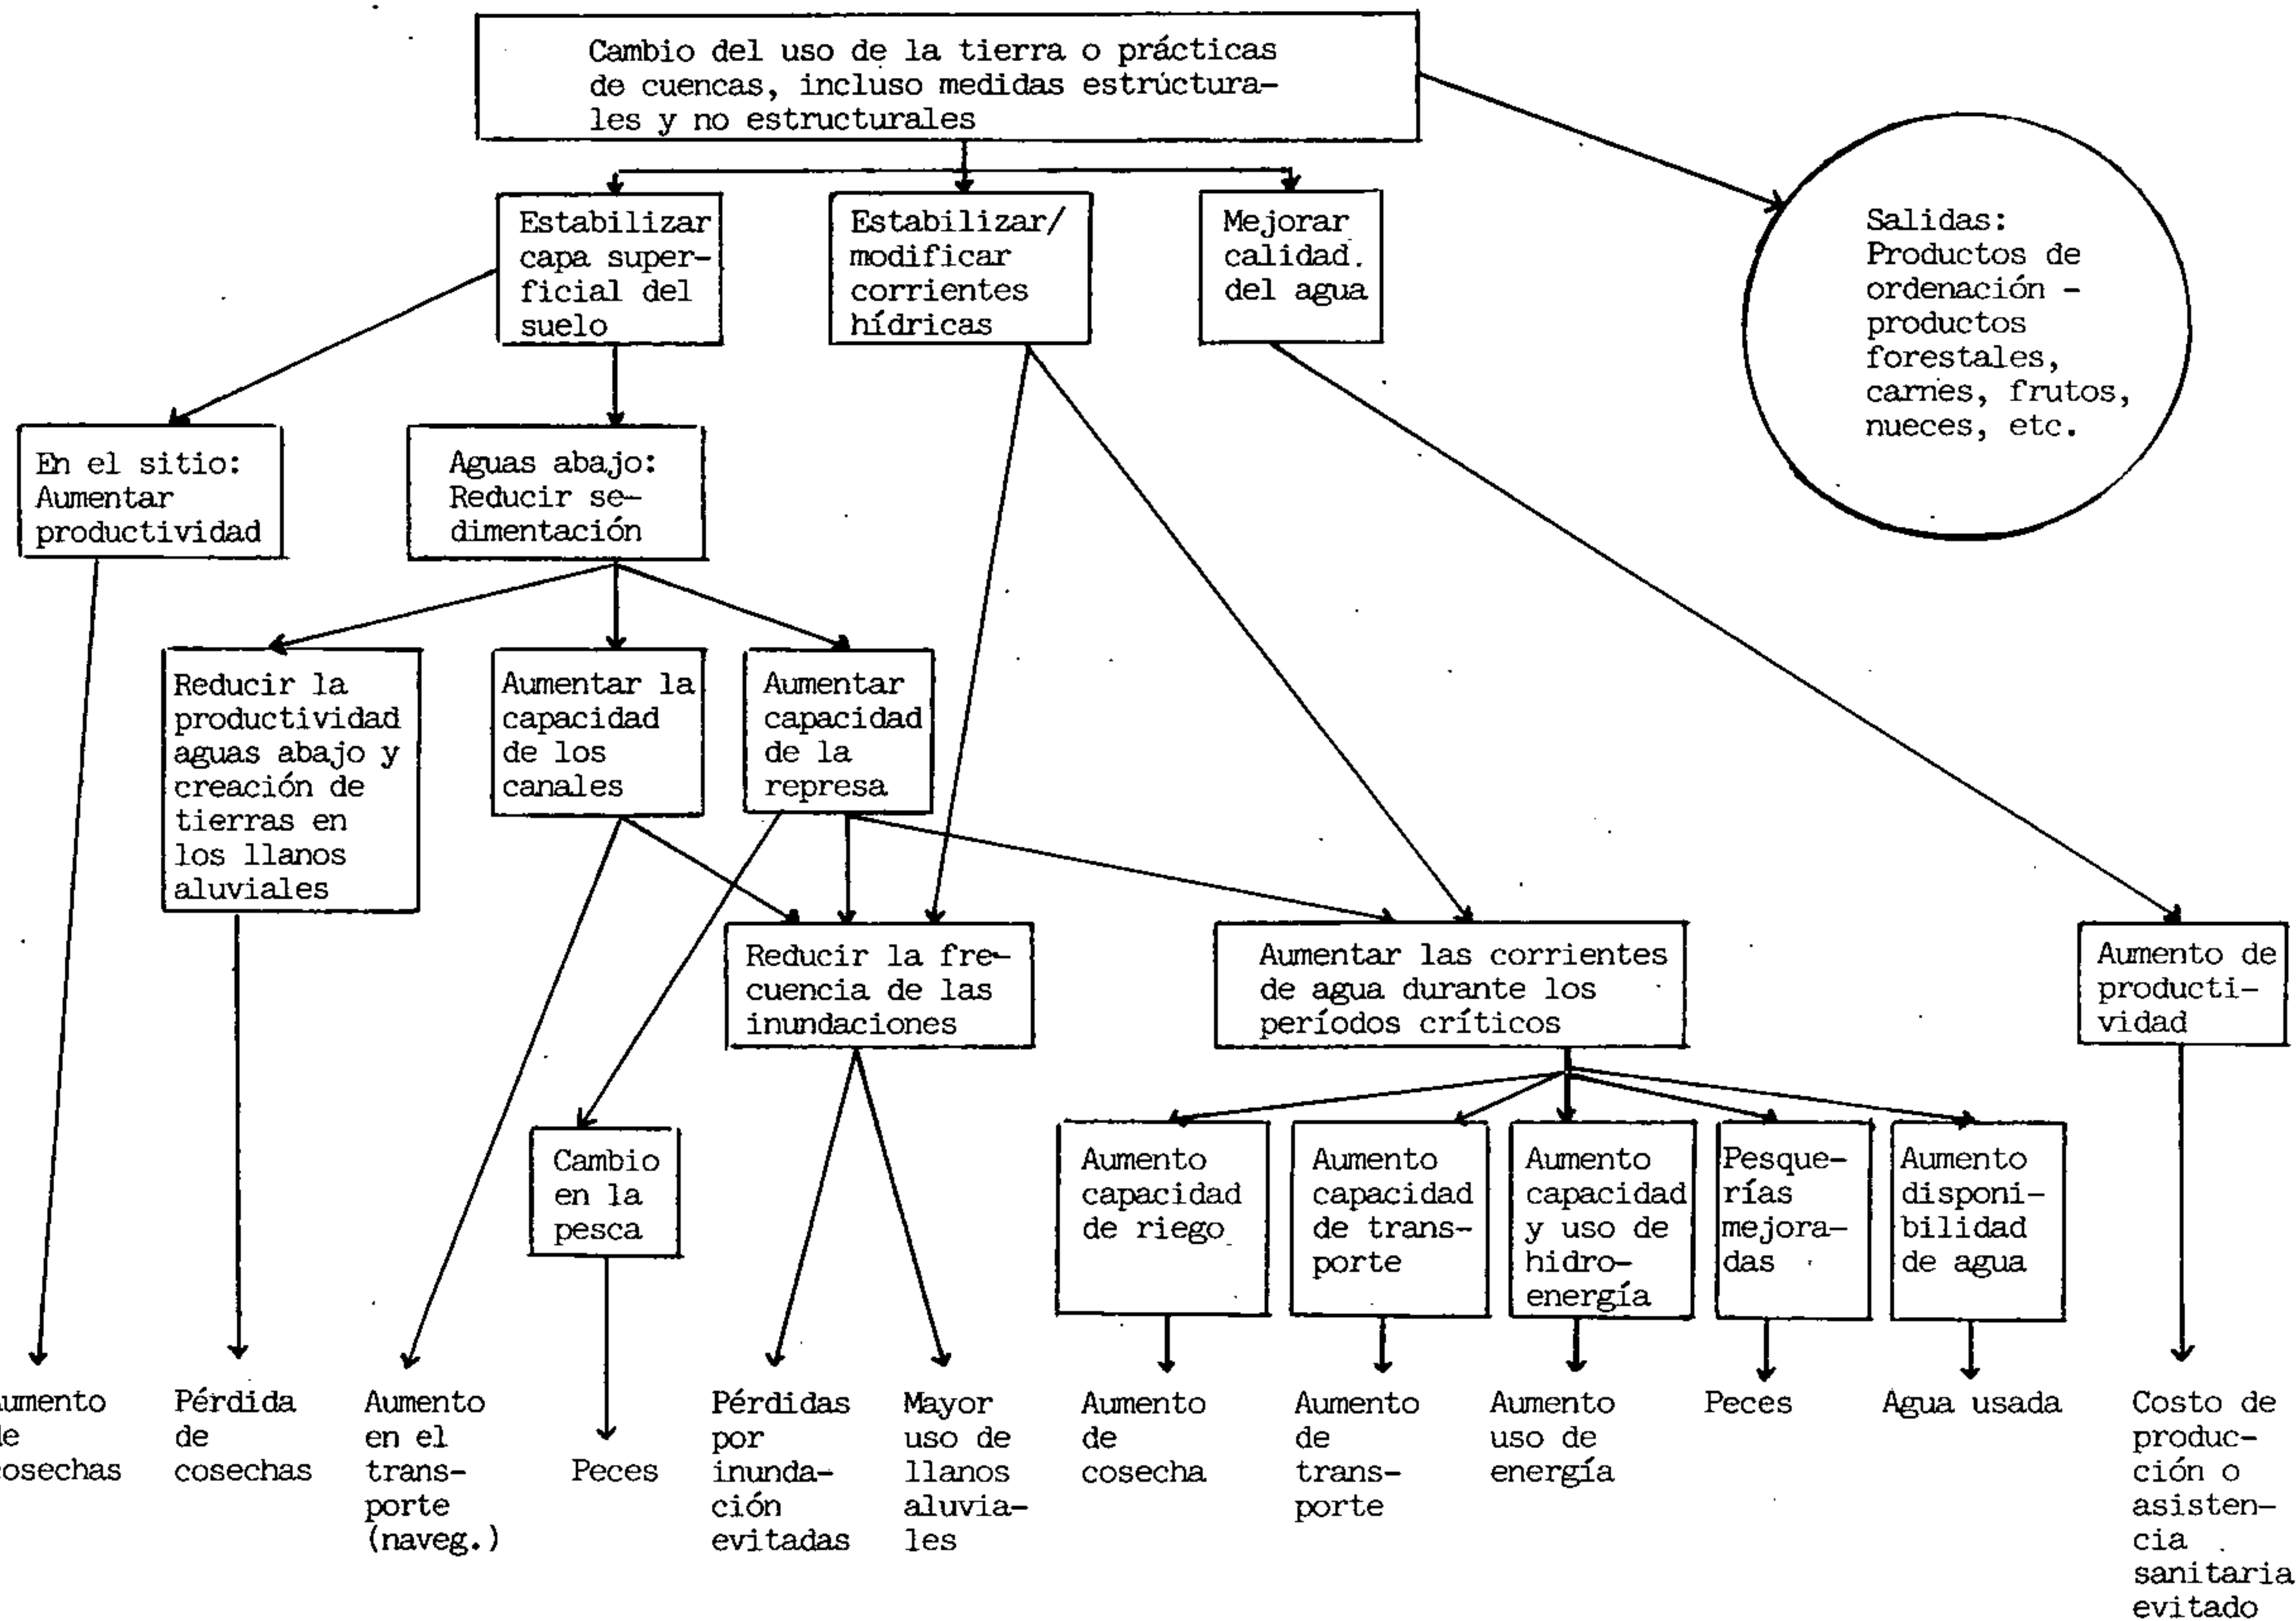 Cambio del uso de la tierra o prácticas
de cuencas, incluso medidas estrúctura-
les y no estructurales
Salidas:
Productos de
ordenación -
productos
forestales,
carnes, frutos,
nueces, etc.
Estabilizar
capa super-
ficial del
suelo
Estabilizar/
modificar
corrientes
hídricas
Mejorar
calidad.
del agua
En el sitio:
Aumentar
productividad
Aguas abajo:
Reducir se-
dimentación
Reducir la
productividad
aguas abajo y
creación de
tierras en
los llanos
aluviales
Aumentar la
capacidad
de los
canales
Aumentar
capacidad
de la
represa
Reducir la fre-
cuencia de las
inundaciones
Aumentar las corrientes
de agua durante los
períodos críticos
Aumento de
producti-
vidad
Cambio
en la
pesca
Aumento
capacidad
de riego
Aumento
capacidad
de trans-
porte
Aumento
capacidad
y uso de
hidro-
energía
Pesque-
rías
mejora-
das
Aumento
disponi-
bilidad
de agua
umento
de
cosechas
Pérdida
de
cosechas
Aumento
en el
trans-
porte
(naveg.)
Peces
Pérdidas
por
inunda-
ción
evitadas
Mayor
uso de
llanos
aluvia-
les
Aumento
de
cosecha
Aumento
de
trans-
porte
Aumento
uso de
energía
Peces
Agua usada
Costo de
produc-
ción o
asisten-
cia
sanitaria
evitado